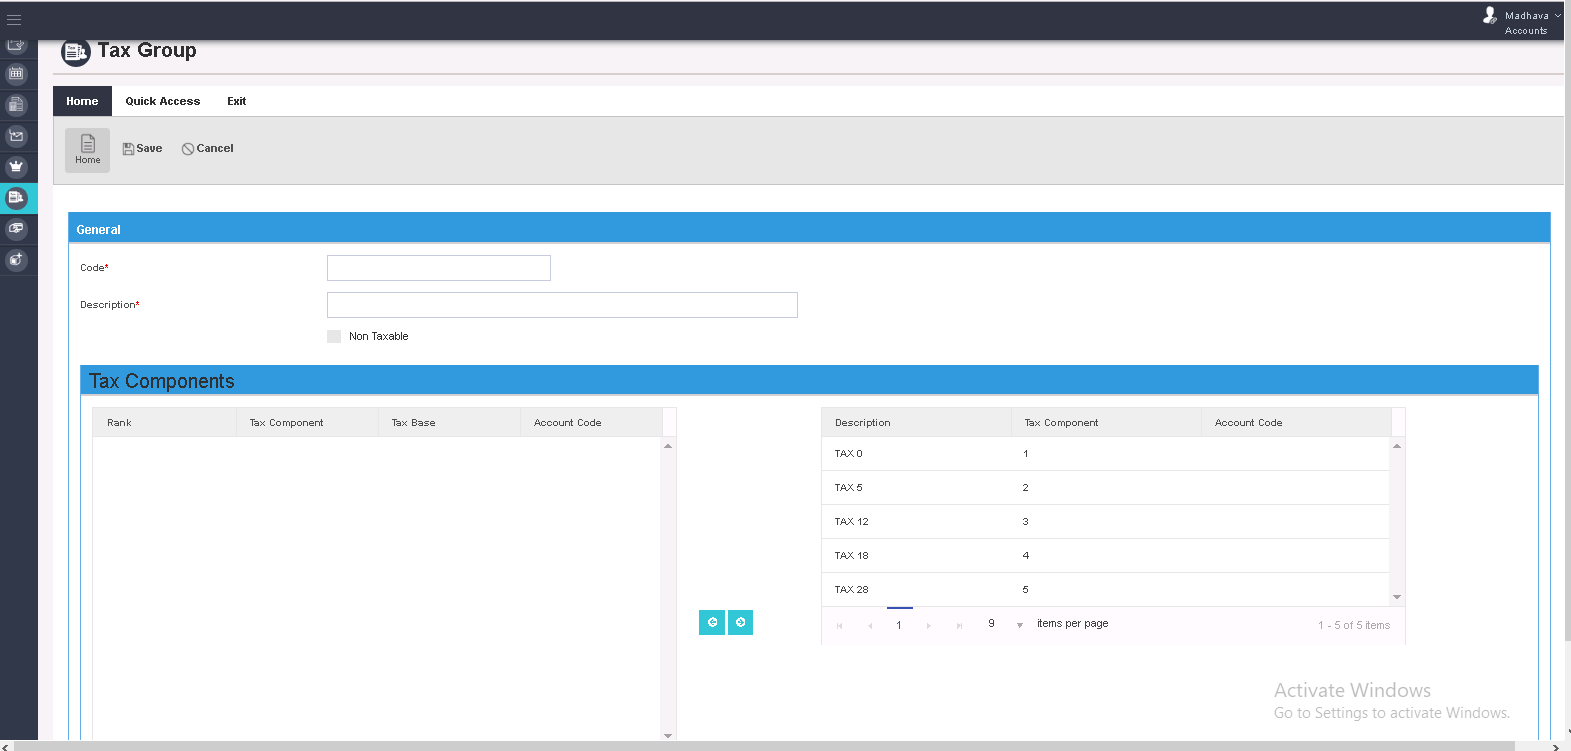 Madhava
Accounts
Tax Group
Home Quick Access Exit
Home Save Cancel
General
Code*
Description*
Non Taxable
Tax Components
Rank Tax Component Tax Base Account Code
Description Tax Component Account Code
TAX 0 1
TAX 5 2
TAX 12 3
TAX 18 4
TAX 28 5
1 9 items per page 1 - 5 of 5 items
Activate Windows
Go to Settings to activate Windows.